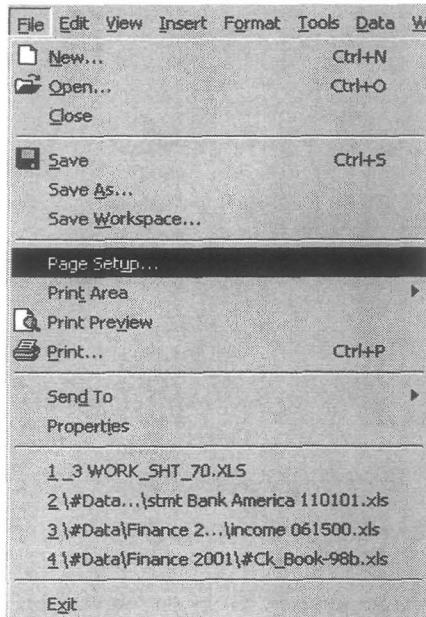 File Edit View Insert Format Tools Data W
New... Ctrl+N
Open... Ctrl+O
Close
Save Ctrl+S
Save As...
Save Workspace...
Page Setup...
Print Area
Print Preview
Print... Ctrl+P
Send To
Properties
1 _3 WORK_SHT_70.XLS
2 \#Data...\stmt Bank America 110101.xls
3 \#Data\Finance 2...\income 061500.xls
4 \#Data\Finance 2001\#Ck_Book-98b.xls
Exit